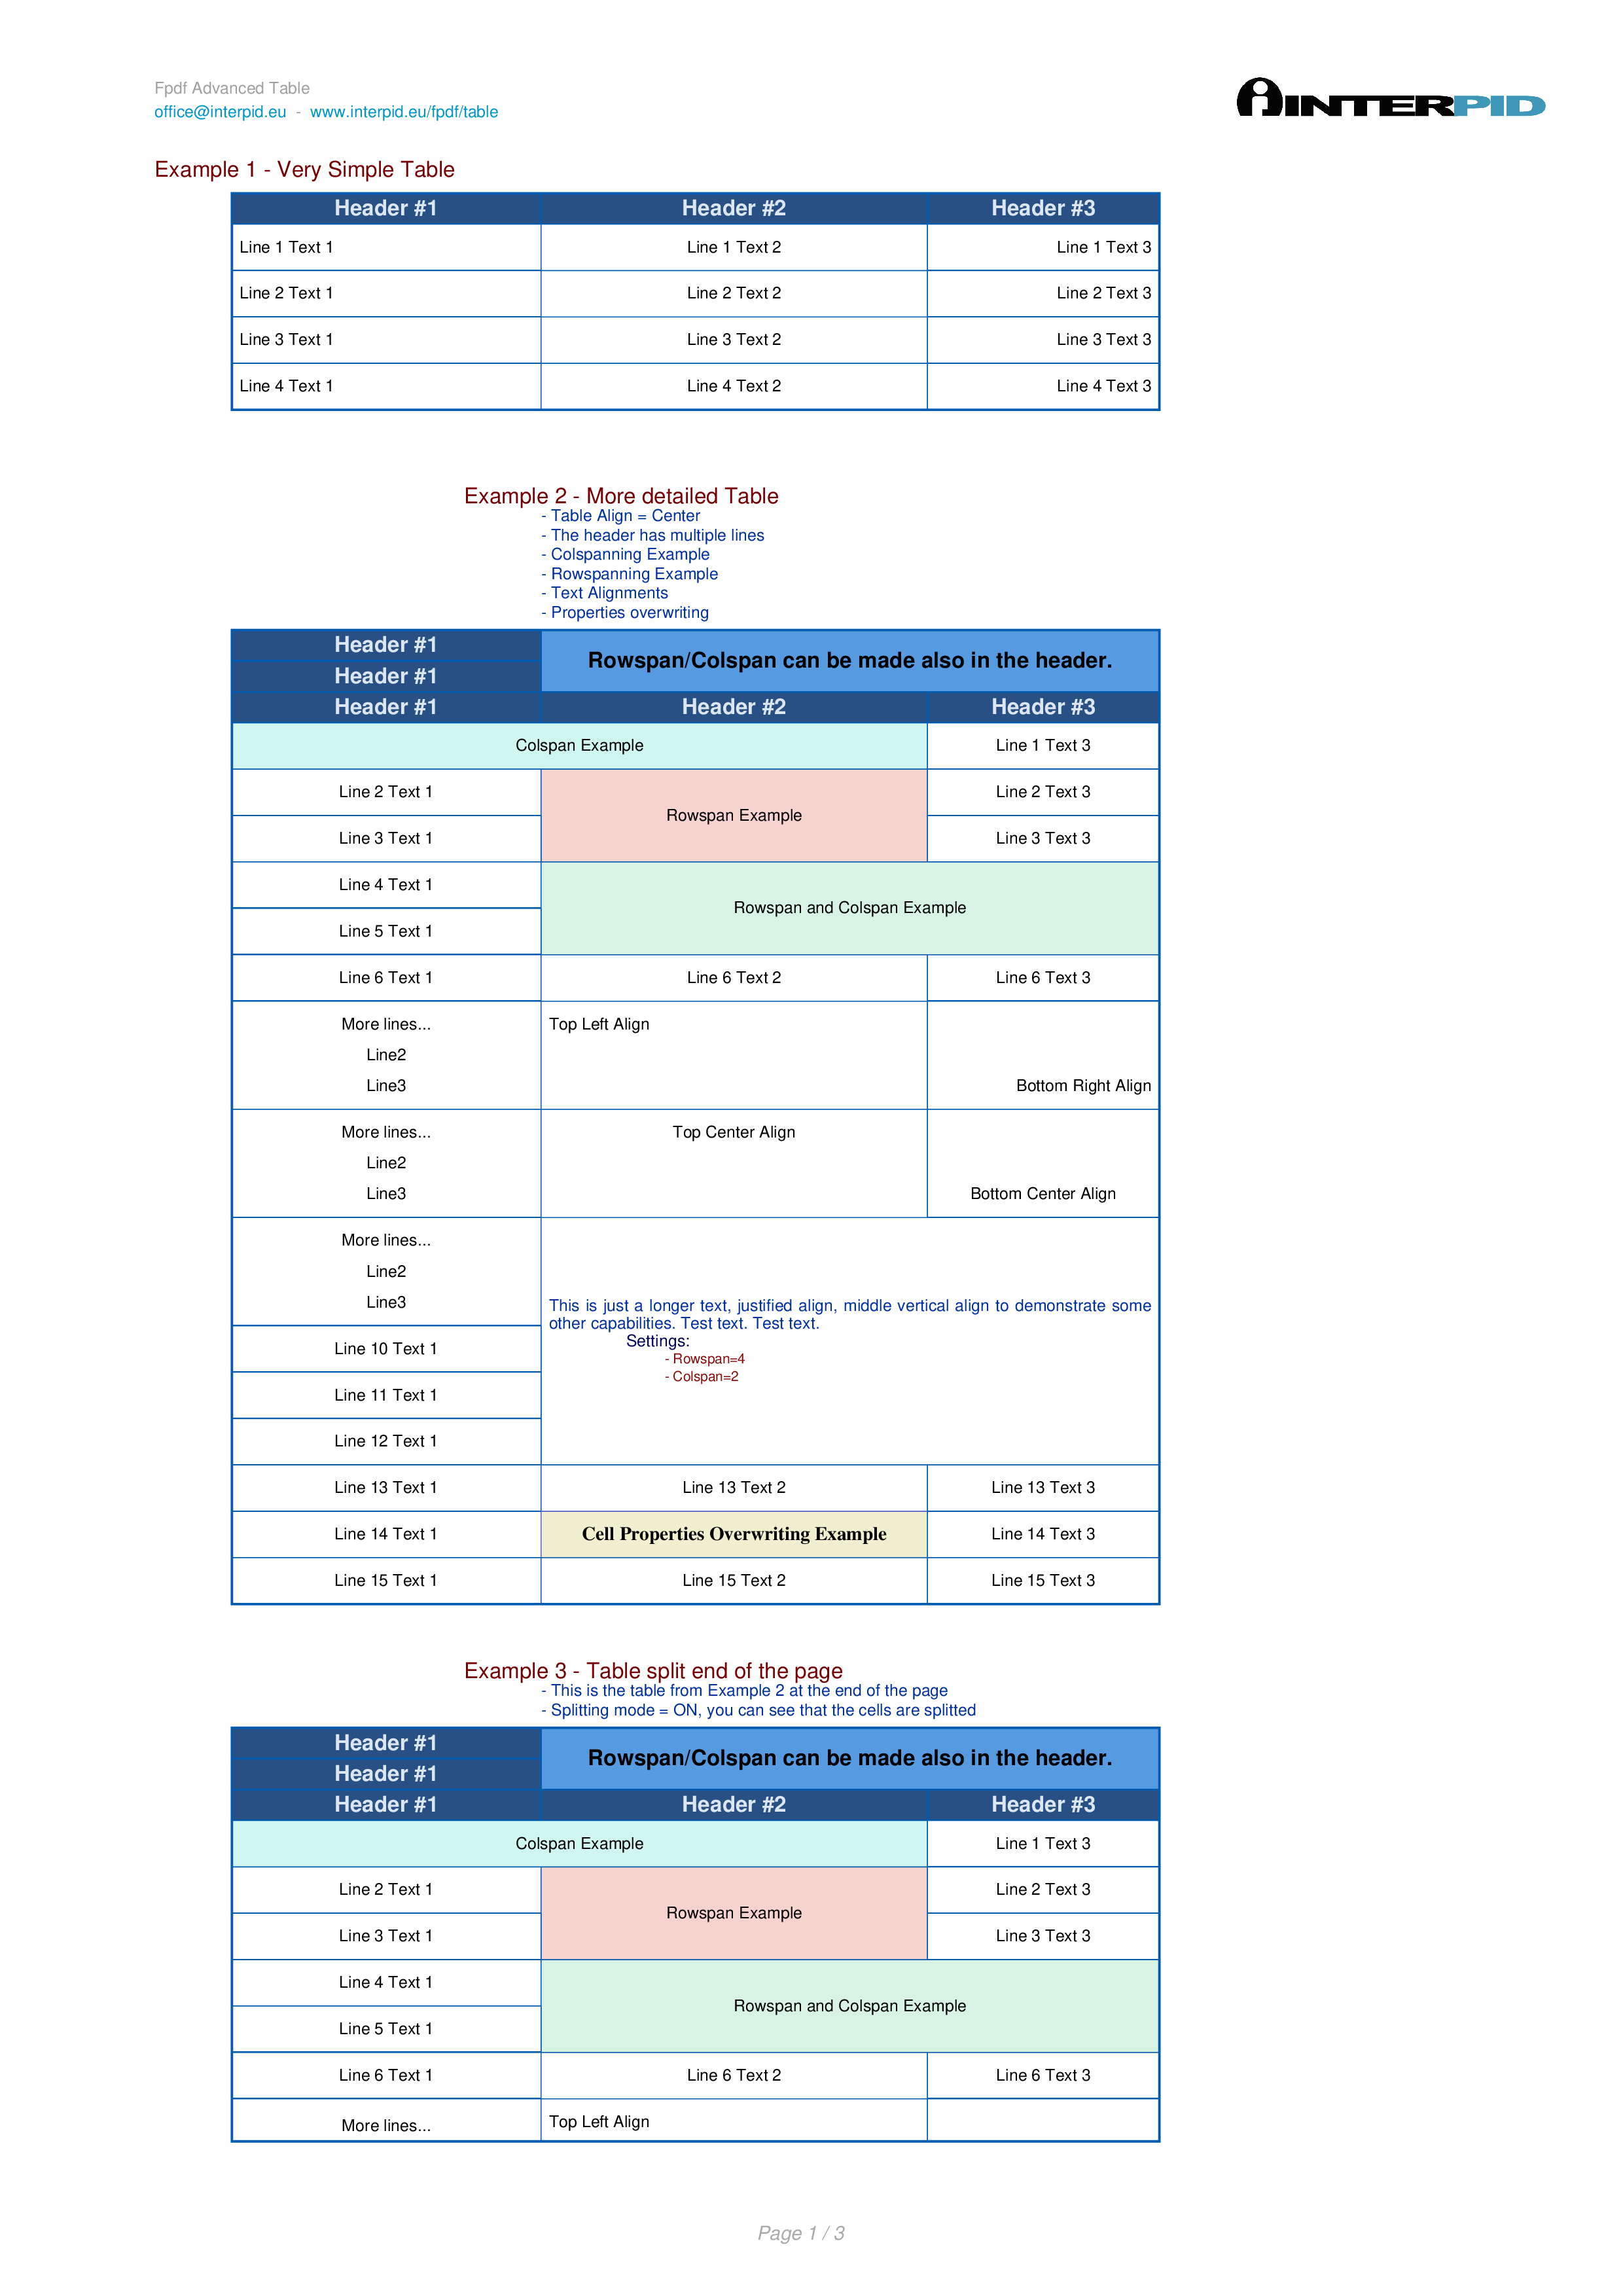 Fpdf Advanced Table
office@interpid.eu - www.interpid.eu/fpdf/table
INTERPID
Example 1 - Very Simple Table
Header #1 Header #2 Header #3
Line 1 Text 1 Line 1 Text 2 Line 1 Text 3
Line 2 Text 1 Line 2 Text 2 Line 2 Text 3
Line 3 Text 1 Line 3 Text 2 Line 3 Text 3
Line 4 Text 1 Line 4 Text 2 Line 4 Text 3
Example 2 - More detailed Table
- Table Align = Center
- The header has multiple lines
- Colspanning Example
- Rowspanning Example
- Text Alignments
- Properties overwriting
Header #1
Rowspan/Colspan can be made also in the header.
Header #1
Header #1 Header #2 Header #3
Colspan Example Line 1 Text 3
Line 2 Text 1 Line 2 Text 3
Rowspan Example
Line 3 Text 1 Line 3 Text 3
Line 4 Text 1
Rowspan and Colspan Example
Line 5 Text 1
Line 6 Text 1 Line 6 Text 2 Line 6 Text 3
More lines... Top Left Align
Line2
Line3 Bottom Right Align
More lines... Top Center Align
Line2
Line3 Bottom Center Align
More lines...
Line2
Line3
This is just a longer text, justified align, middle vertical align to demonstrate some
other capabilities. Test text. Test text.
Settings:
- Rowspan=4
- Colspan=2
Line 10 Text 1
Line 11 Text 1
Line 12 Text 1
Line 13 Text 1 Line 13 Text 2 Line 13 Text 3
Line 14 Text 1 Cell Properties Overwriting Example Line 14 Text 3
Line 15 Text 1 Line 15 Text 2 Line 15 Text 3
Example 3 - Table split end of the page
- This is the table from Example 2 at the end of the page
- Splitting mode = ON, you can see that the cells are splitted
Header #1
Rowspan/Colspan can be made also in the header.
Header #1
Header #1 Header #2 Header #3
Colspan Example Line 1 Text 3
Line 2 Text 1 Line 2 Text 3
Rowspan Example
Line 3 Text 1 Line 3 Text 3
Line 4 Text 1
Rowspan and Colspan Example
Line 5 Text 1
Line 6 Text 1 Line 6 Text 2 Line 6 Text 3
More lines... Top Left Align
Page 1 / 3